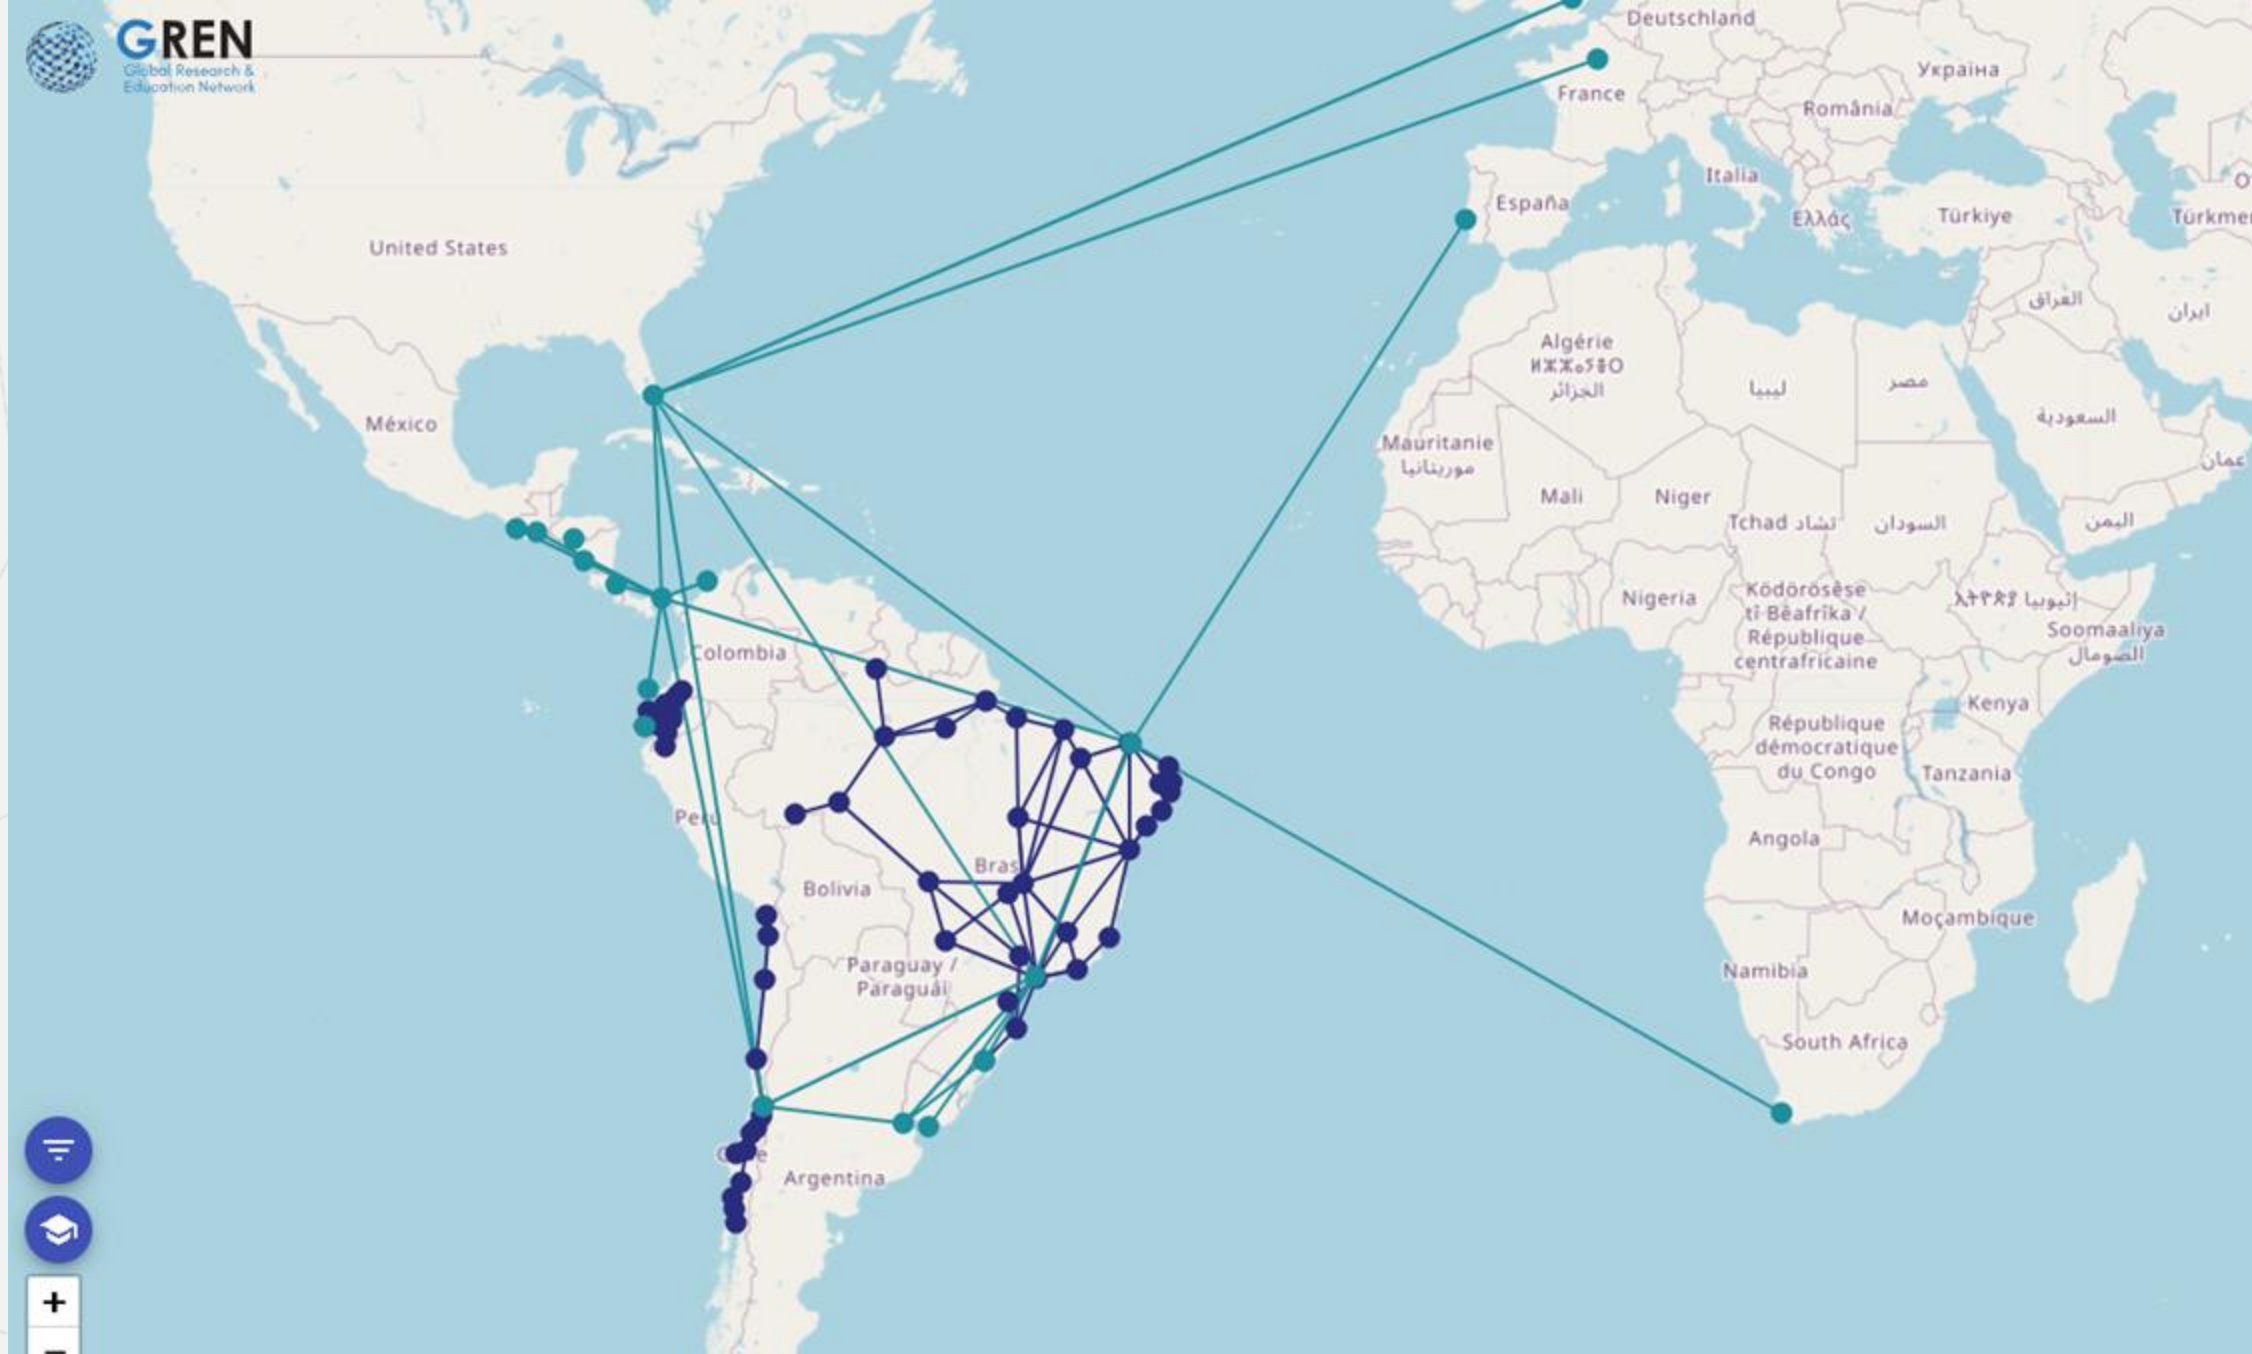 GREN
Global Research &
Education Network
Deutschland
Україна
France
România
Italia
España
Ελλάς
Türkiye
United States
العراق
ایران
Algérie
ⵍⵣⵣⴰⵢⴻⵔ
الجزائر
ليبيا
مصر
السعودية
México
Mauritanie
موريتانيا
عمان
Mali
Niger
Tchad تشاد
السودان
اليمن
Nigeria
Ködörösêse
tî Bêafrîka /
République
centrafricaine
Soomaaliya
الصومال
Colombia
Kenya
République
démocratique
du Congo
Tanzania
Peru
Angola
Bras
Bolivia
Moçambique
Paraguay /
Paraguái
Namibia
South Africa
Argentina
+